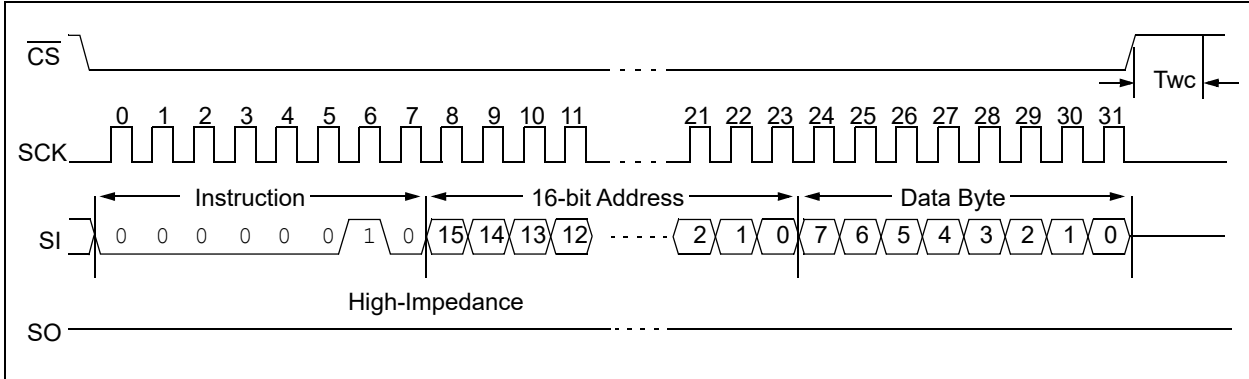 CS
Twc
0 1 2 3 4 5 6 7 8 9 10 11 21 22 23 24 25 26 27 28 29 30 31
SCK
Instruction 16-bit Address Data Byte
SI 0 0 0 0 0 0 1 0 15 14 13 12 2 1 0 7 6 5 4 3 2 1 0
High-Impedance
SO